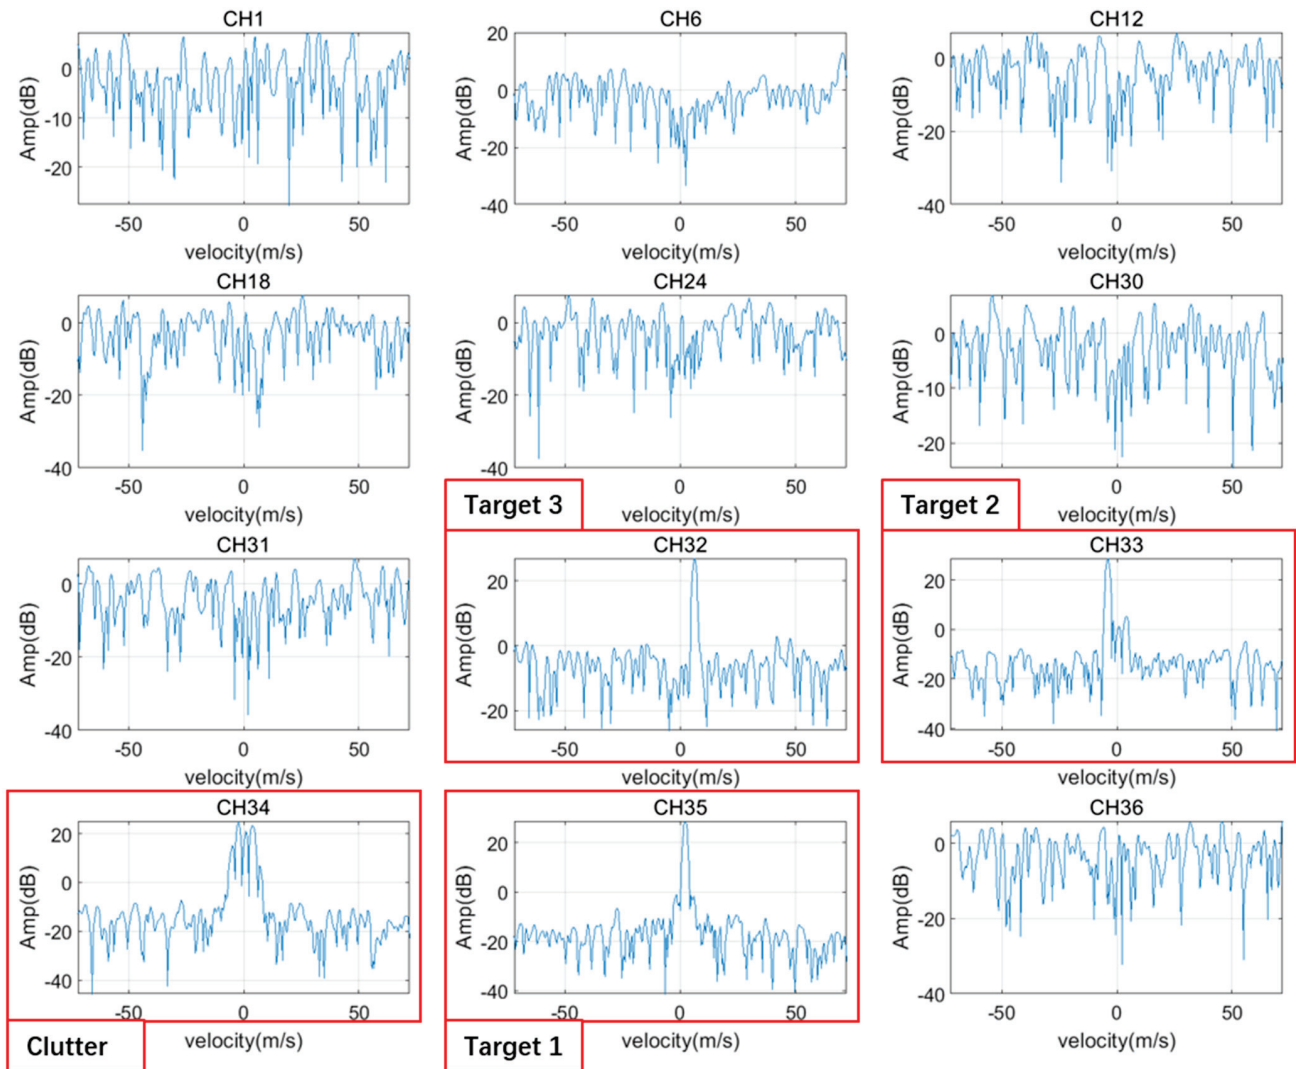 CH1
CH6
CH12
0
-10
-20
Amp(dB)
-50 0 50
velocity(m/s)
20
0
-20
-40
Amp(dB)
-50 0 50
velocity(m/s)
0
-20
-40
Amp(dB)
-50 0 50
velocity(m/s)
CH18
CH24
CH30
0
-20
-40
Amp(dB)
-50 0 50
velocity(m/s)
0
-20
-40
Amp(dB)
-50 0 50
velocity(m/s)
0
-10
-20
Amp(dB)
-50 0 50
velocity(m/s)
Target 3
Target 2
CH31
CH32
CH33
0
-20
-40
Amp(dB)
-50 0 50
velocity(m/s)
20
0
-20
Amp(dB)
-50 0 50
velocity(m/s)
20
0
-20
-40
Amp(dB)
-50 0 50
velocity(m/s)
CH34
CH35
CH36
20
0
-20
-40
Amp(dB)
-50 0 50
velocity(m/s)
20
0
-20
-40
Amp(dB)
-50 0 50
velocity(m/s)
0
-20
-40
Amp(dB)
-50 0 50
velocity(m/s)
Clutter
Target 1